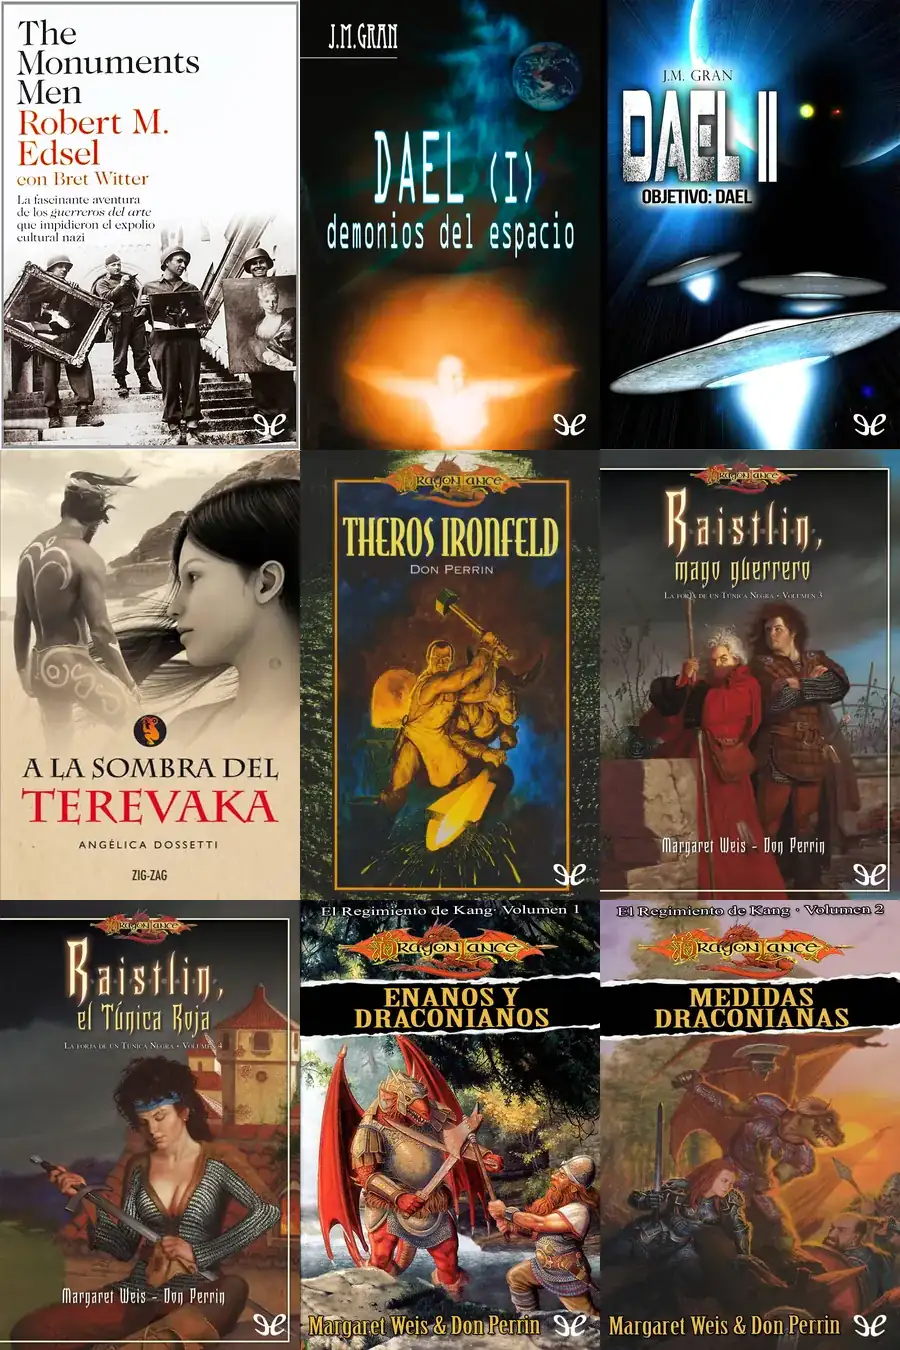 The
Monuments
Men
Robert M.
Edsel
con Bret Witter
La fascinante aventura
de los guerreros del arte
que impidieron el expolio
cultural nazi
J.M.GRAN
DAEL (I)
demonios del espacio
J.M. GRAN
DAEL II
OBJETIVO: DAEL
A LA SOMBRA DEL
TEREVAKA
ANGÉLICA DOSSETTI
ZIG-ZAG
DRAGONLANCE
THEROS IRONFELD
DON PERRIN
DRAGONLANCE
Raistlin,
mago guerrero
LA FORJA DE UN TÚNICA NEGRA • VOLUMEN 3
Margaret Weis - Don Perrin
DRAGONLANCE
Raistlin,
el Túnica Roja
LA FORJA DE UN TÚNICA NEGRA • VOLUMEN 4
Margaret Weis - Don Perrin
El Regimiento de Kang · Volumen 1
DRAGONLANCE
ENANOS Y
DRACONIANOS
Margaret Weis & Don Perrin
El Regimiento de Kang • Volumen 2
DRAGONLANCE
MEDIDAS
DRACONIANAS
Margaret Weis & Don Perrin